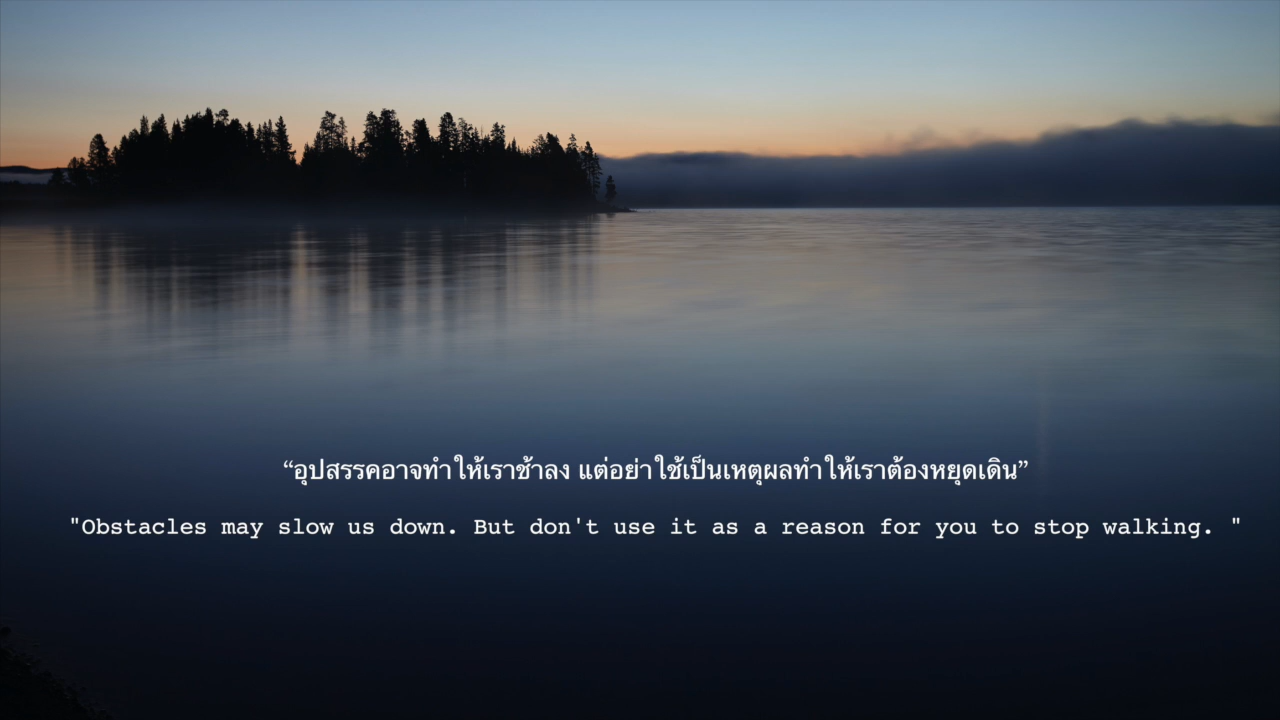 “อุปสรรคอาจทำให้เราช้าลง แต่อย่าใช้เป็นเหตุผลทำให้เราต้องหยุดเดิน”
"Obstacles may slow us down. But don't use it as a reason for you to stop walking. "